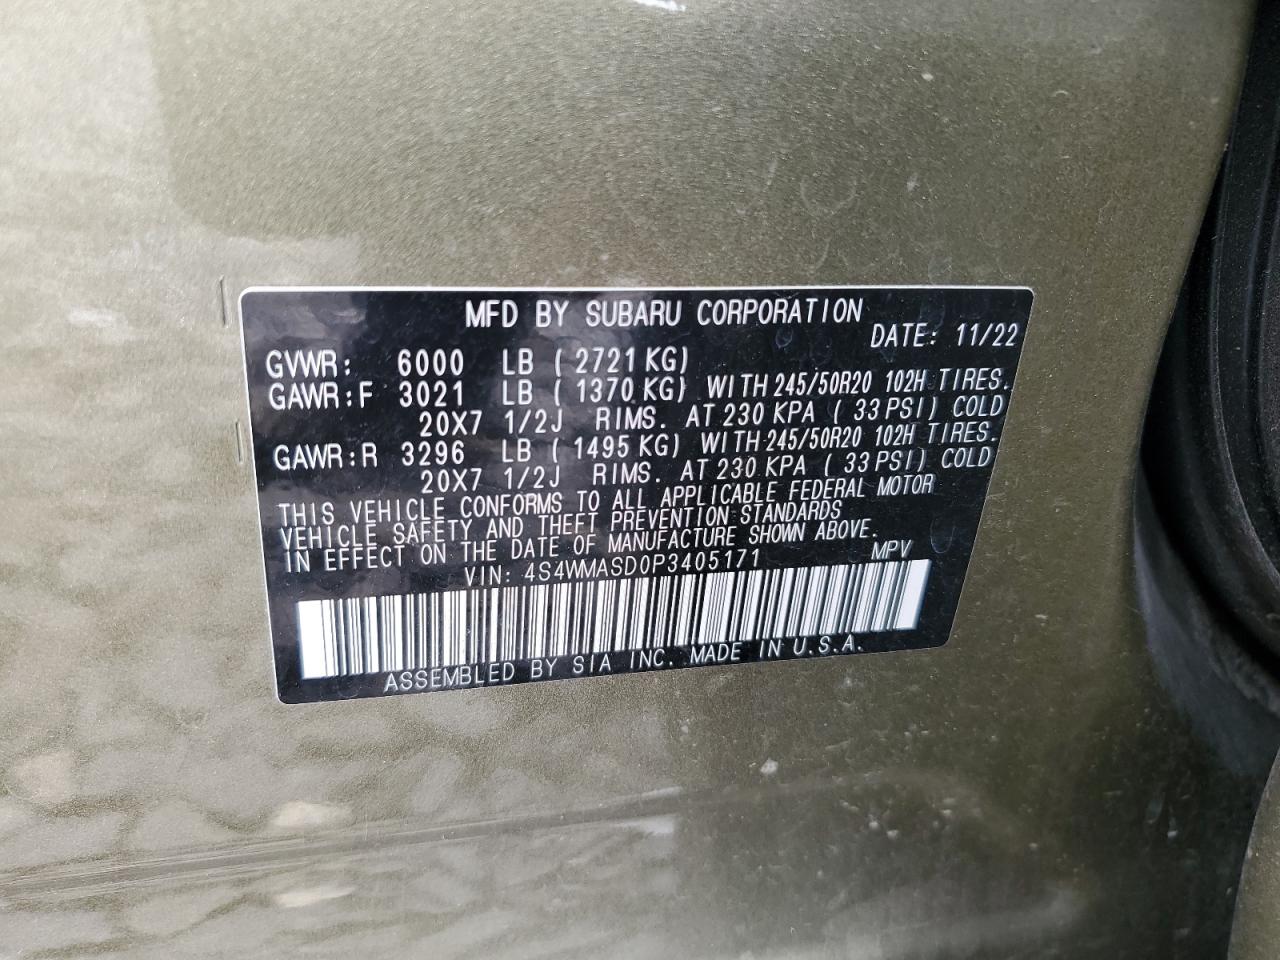 MFD BY SUBARU CORPORATION
DATE: 11/22
GVWR: 6000 LB ( 2721 KG)
GAWR:F 3021 LB ( 1370 KG) WITH 245/50R20 102H TIRES.
20X7 1/2J RIMS. AT 230 KPA ( 33 PSI) COLD
GAWR:R 3296 LB ( 1495 KG) WITH 245/50R20 102H TIRES.
20X7 1/2J RIMS. AT 230 KPA ( 33 PSI) COLD
THIS VEHICLE CONFORMS TO ALL APPLICABLE FEDERAL MOTOR
VEHICLE SAFETY AND THEFT PREVENTION STANDARDS
IN EFFECT ON THE DATE OF MANUFACTURE SHOWN ABOVE.
VIN: 4S4WMASD0P3405171 MPV
ASSEMBLED BY SIA INC. MADE IN U.S.A.